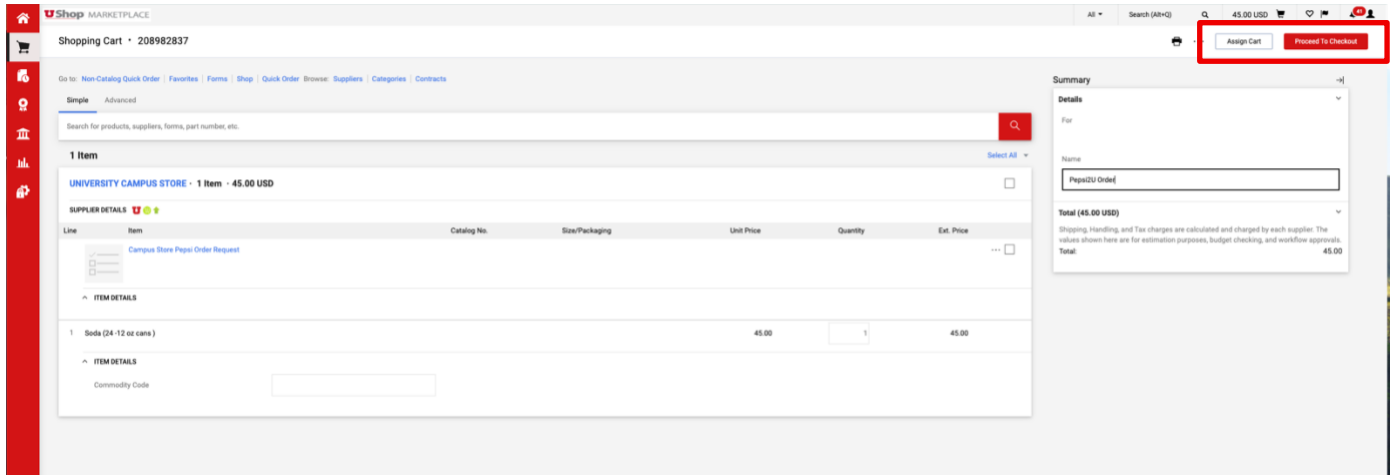 UShop MARKETPLACE
All
Search (Alt+Q)
45.00 USD
41
Shopping Cart • 208982837
Assign Cart
Proceed To Checkout
Go to: Non-Catalog Quick Order | Favorites | Forms | Shop | Quick Order Browse: Suppliers | Categories | Contracts
Simple Advanced
Search for products, suppliers, forms, part number, etc.
1 Item
Select All
UNIVERSITY CAMPUS STORE · 1 Item · 45.00 USD
SUPPLIER DETAILS
Line Item Catalog No. Size/Packaging Unit Price Quantity Ext. Price
Campus Store Pepsi Order Request
...
ITEM DETAILS
1 Soda (24 -12 oz cans ) 45.00 1 45.00
ITEM DETAILS
Commodity Code
Summary
Details
For
Name
Pepsi2U Order
Total (45.00 USD)
Shipping, Handling, and Tax charges are calculated and charged by each supplier. The
values shown here are for estimation purposes, budget checking, and workflow approvals.
Total: 45.00